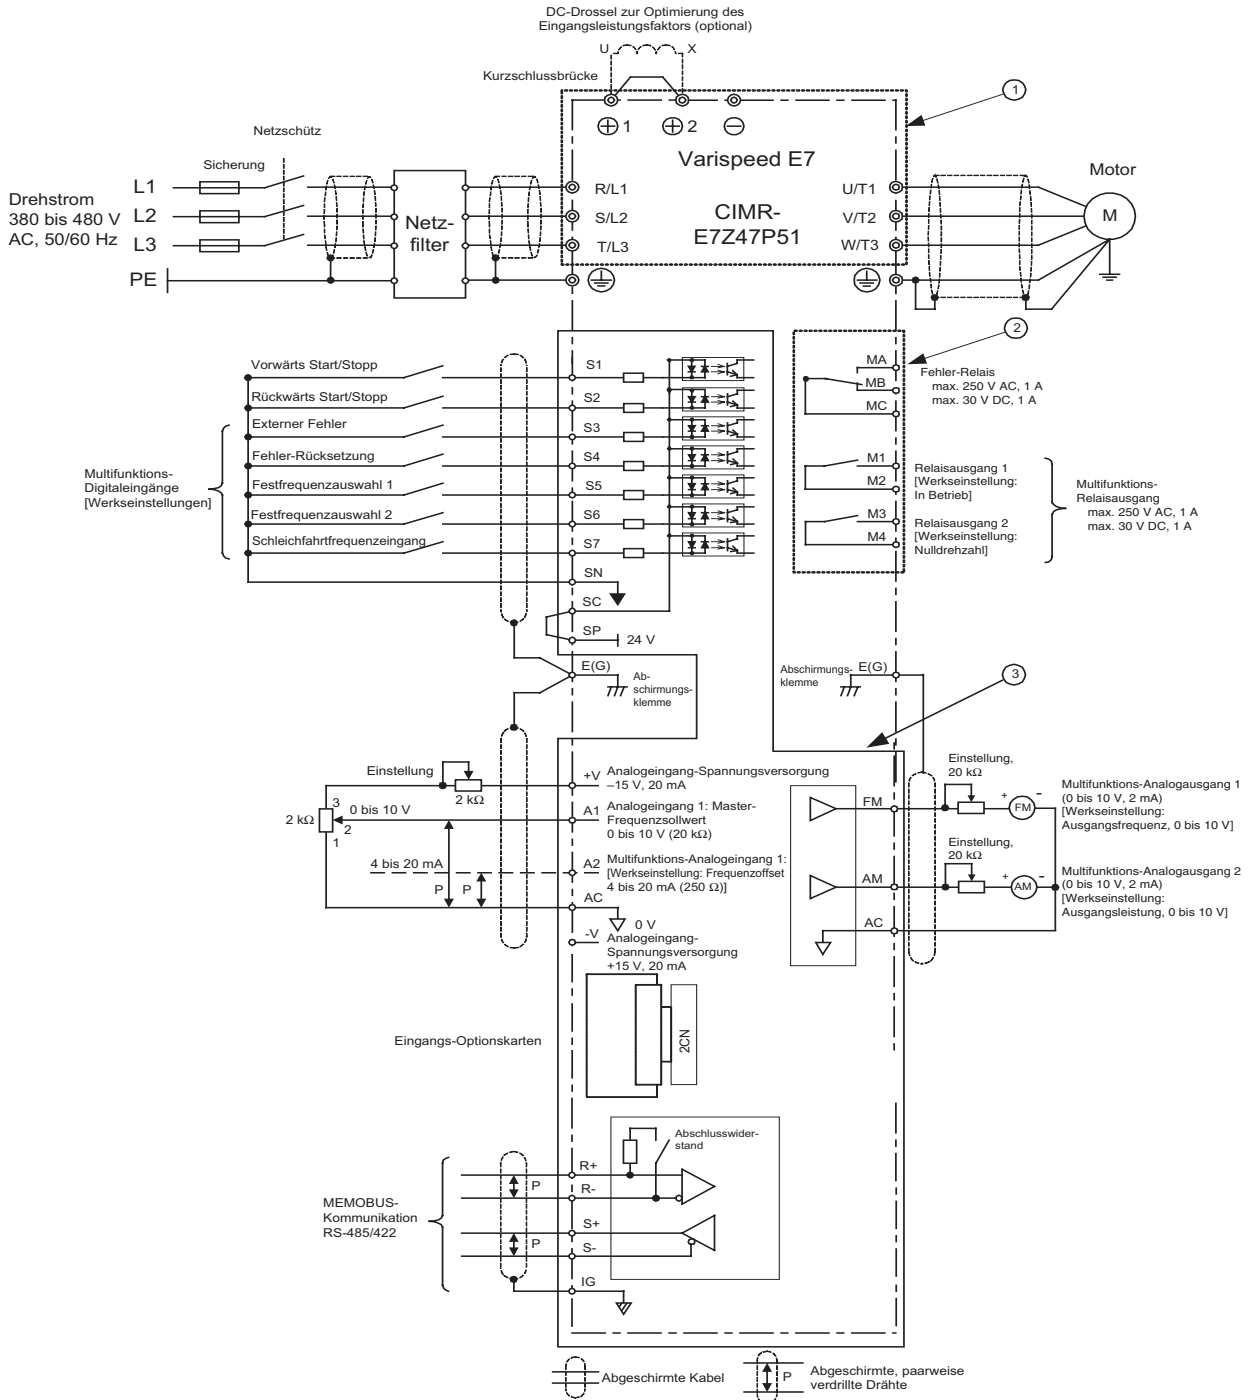 DC-Drossel zur Optimierung des
Eingangsleistungsfaktors (optional)
U X
Kurzschlussbrücke
1
Netzschütz
+ 1 + 2 −
Varispeed E7
Sicherung
Motor
Drehstrom
380 bis 480 V
AC, 50/60 Hz
L1
L2
L3
PE
Netz-
filter
R/L1
S/L2
T/L3
CIMR-
E7Z47P51
U/T1
V/T2
W/T3
M
2
Vorwärts Start/Stopp
Rückwärts Start/Stopp
Externer Fehler
Fehler-Rücksetzung
Festfrequenzauswahl 1
Festfrequenzauswahl 2
Schleichfahrtfrequenzeingang
Multifunktions-
Digitaleingänge
[Werkseinstellungen]
S1
S2
S3
S4
S5
S6
S7
SN
SC
SP
24 V
E(G)
Ab-
schirmungs-
klemme
MA
MB
MC
M1
M2
M3
M4
Fehler-Relais
max. 250 V AC, 1 A
max. 30 V DC, 1 A
Relaisausgang 1
[Werkseinstellung:
In Betrieb]
Relaisausgang 2
[Werkseinstellung:
Nulldrehzahl]
Multifunktions-
Relaisausgang
max. 250 V AC, 1 A
max. 30 V DC, 1 A
Abschirmungs-
klemme
E(G)
3
Einstellung
2 kΩ
2 kΩ
3
2
1
0 bis 10 V
4 bis 20 mA
P P
+V
Analogeingang-Spannungsversorgung
–15 V, 20 mA
A1
Analogeingang 1: Master-
Frequenzsollwert
0 bis 10 V (20 kΩ)
A2
Multifunktions-Analogeingang 1:
[Werkseinstellung: Frequenzoffset
4 bis 20 mA (250 Ω)]
AC
0 V
-V
Analogeingang-
Spannungsversorgung
+15 V, 20 mA
FM
AM
AC
Einstellung,
20 kΩ
+ FM -
Einstellung,
20 kΩ
+ AM -
Multifunktions-Analogausgang 1
(0 bis 10 V, 2 mA)
[Werkseinstellung:
Ausgangsfrequenz, 0 bis 10 V]
Multifunktions-Analogausgang 2
(0 bis 10 V, 2 mA)
[Werkseinstellung:
Ausgangsleistung, 0 bis 10 V]
Eingangs-Optionskarten
2CN
Abschlusswider-
stand
MEMOBUS-
Kommunikation
RS-485/422
P
P
R+
R-
S+
S-
IG
Abgeschirmte Kabel
P
Abgeschirmte, paarweise
verdrillte Drähte